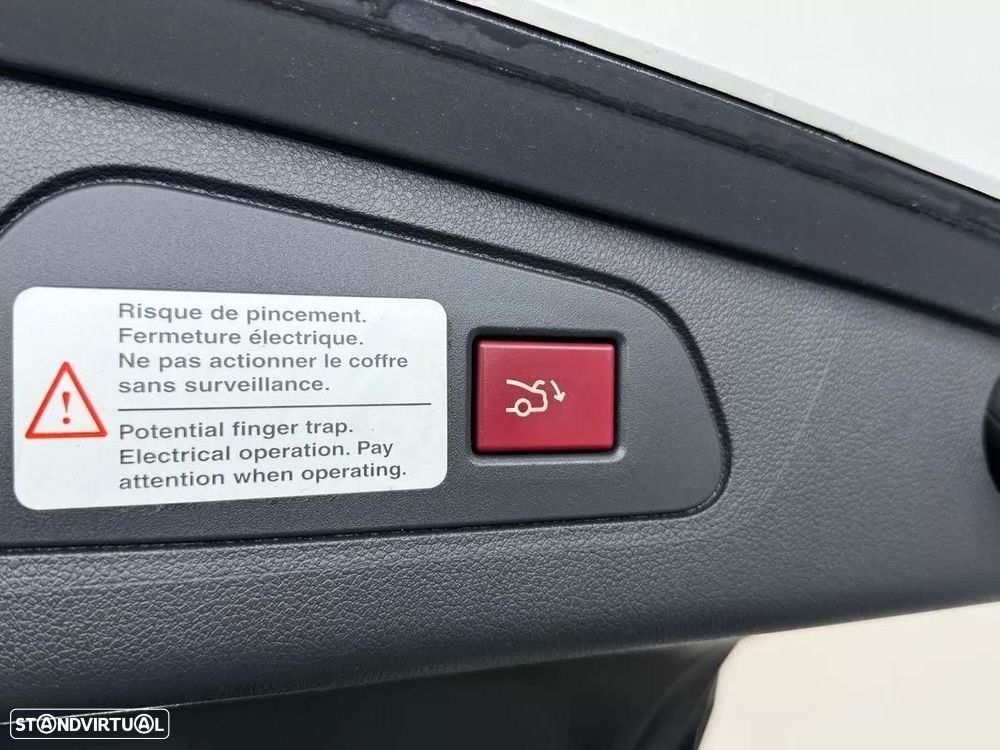 Risque de pincement.
Fermeture électrique.
Ne pas actionner le coffre
sans surveillance.
Potential finger trap.
Electrical operation. Pay
attention when operating.
STANDVIRTUAL